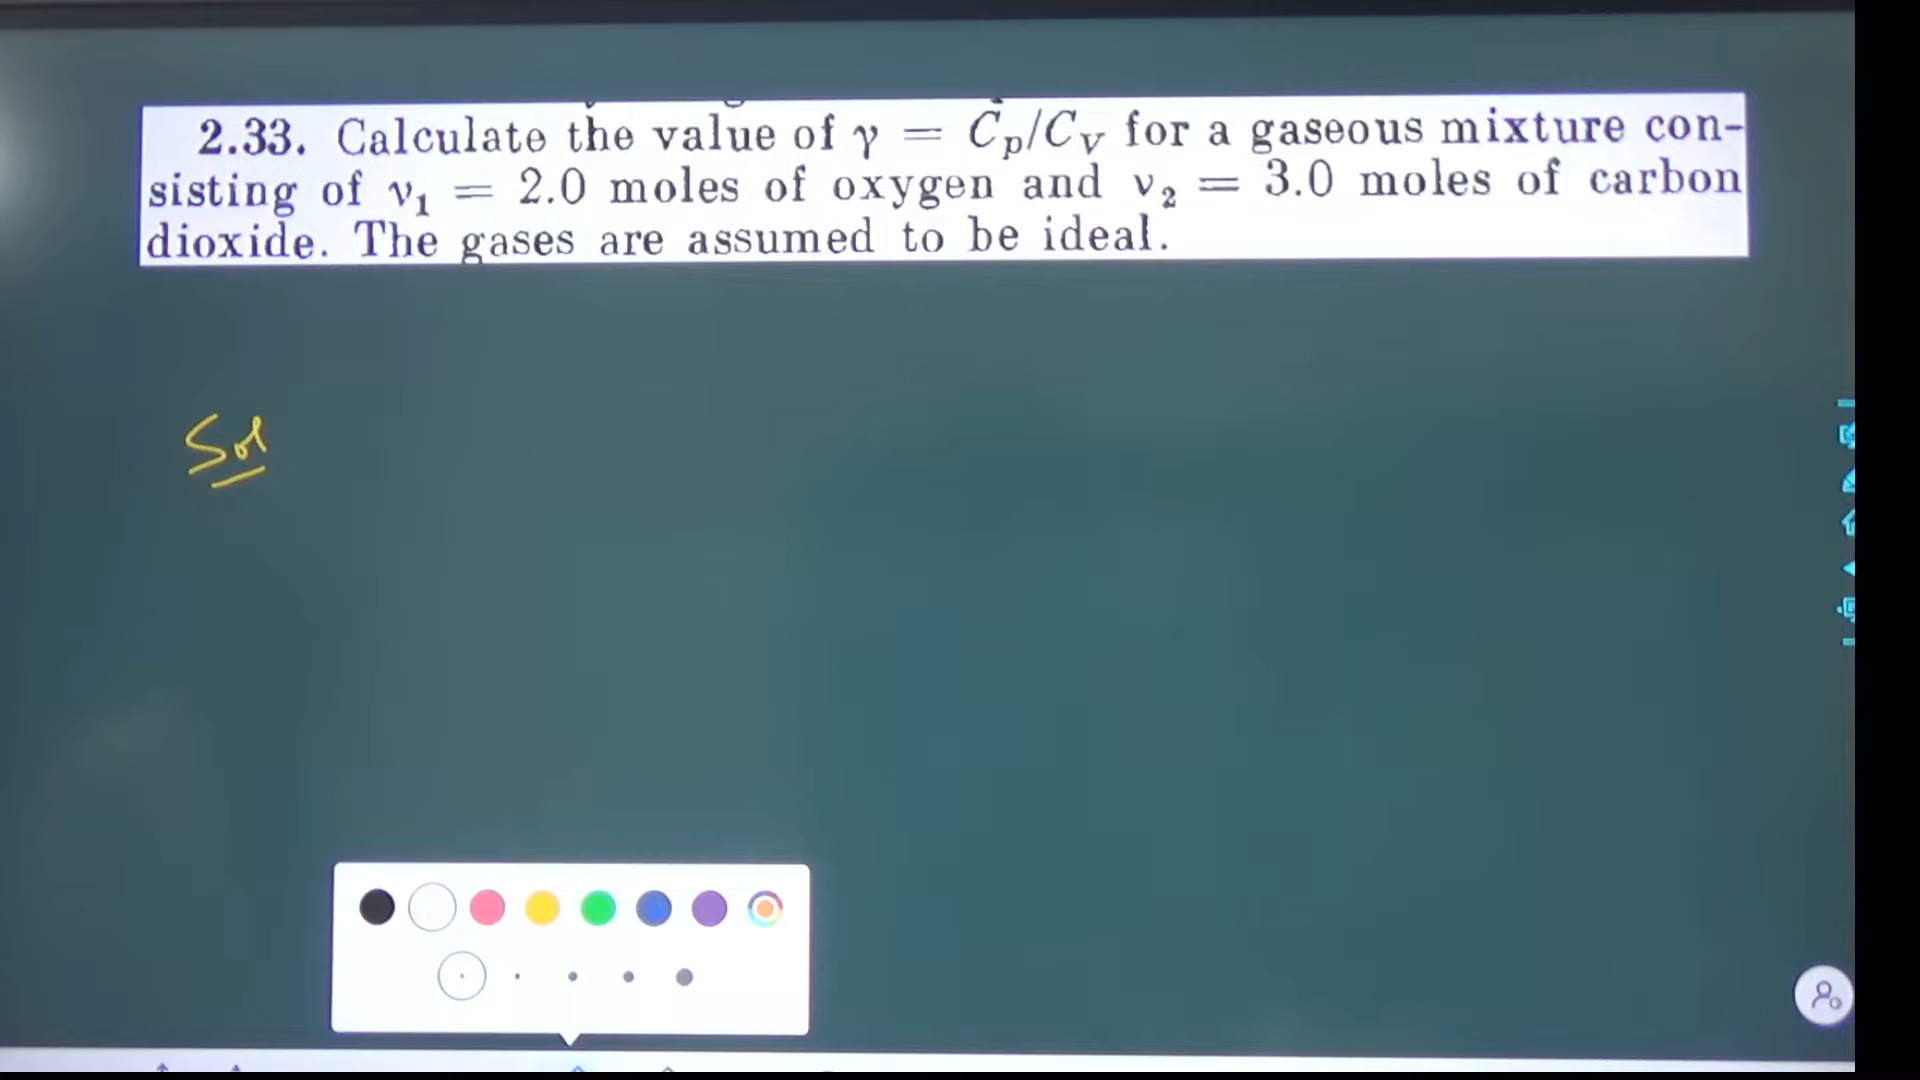 2.33. Calculate the value of γ = Cp/CV for a gaseous mixture con-
sisting of ν₁ = 2.0 moles of oxygen and ν₂ = 3.0 moles of carbon
dioxide. The gases are assumed to be ideal.
Sol